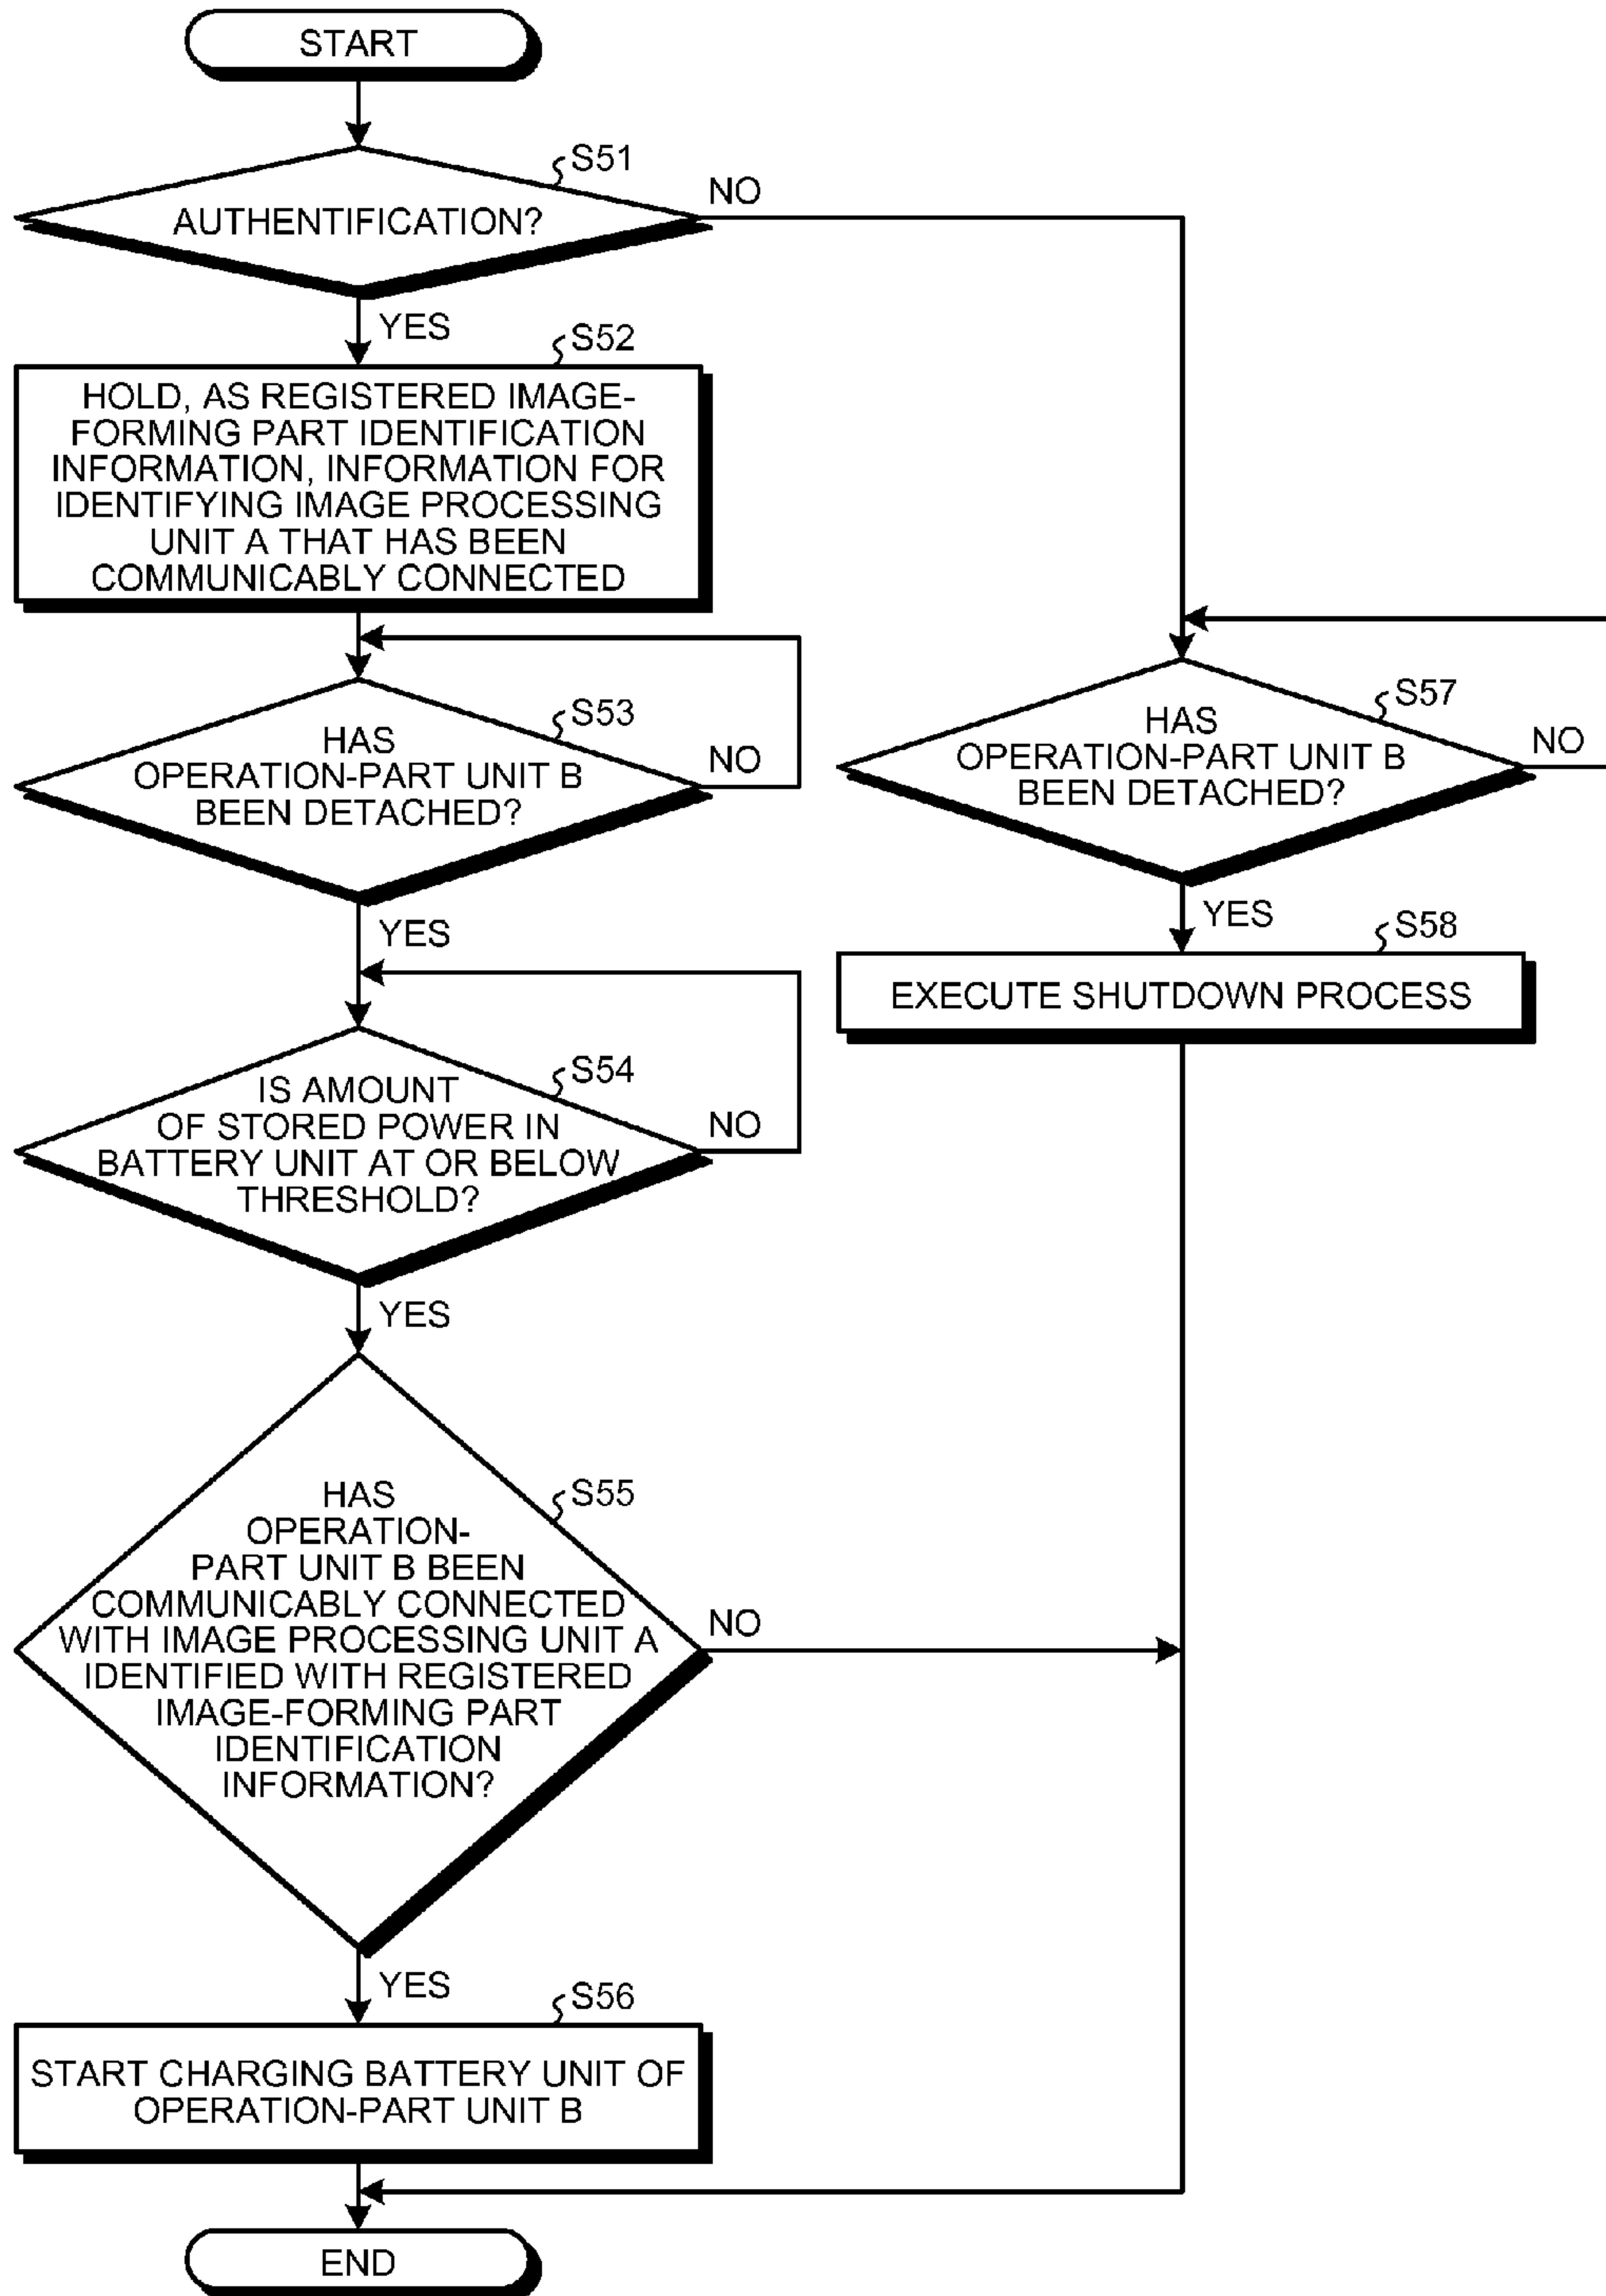 START
S51
AUTHENTIFICATION?
NO
YES
S52
HOLD, AS REGISTERED IMAGE-
FORMING PART IDENTIFICATION
INFORMATION, INFORMATION FOR
IDENTIFYING IMAGE PROCESSING
UNIT A THAT HAS BEEN
COMMUNICABLY CONNECTED
S53
HAS
OPERATION-PART UNIT B
BEEN DETACHED?
NO
YES
S54
IS AMOUNT
OF STORED POWER IN
BATTERY UNIT AT OR BELOW
THRESHOLD?
NO
YES
S55
HAS
OPERATION-
PART UNIT B BEEN
COMMUNICABLY CONNECTED
WITH IMAGE PROCESSING UNIT A
IDENTIFIED WITH REGISTERED
IMAGE-FORMING PART
IDENTIFICATION
INFORMATION?
NO
YES
S56
START CHARGING BATTERY UNIT OF
OPERATION-PART UNIT B
S57
HAS
OPERATION-PART UNIT B
BEEN DETACHED?
NO
YES
S58
EXECUTE SHUTDOWN PROCESS
END